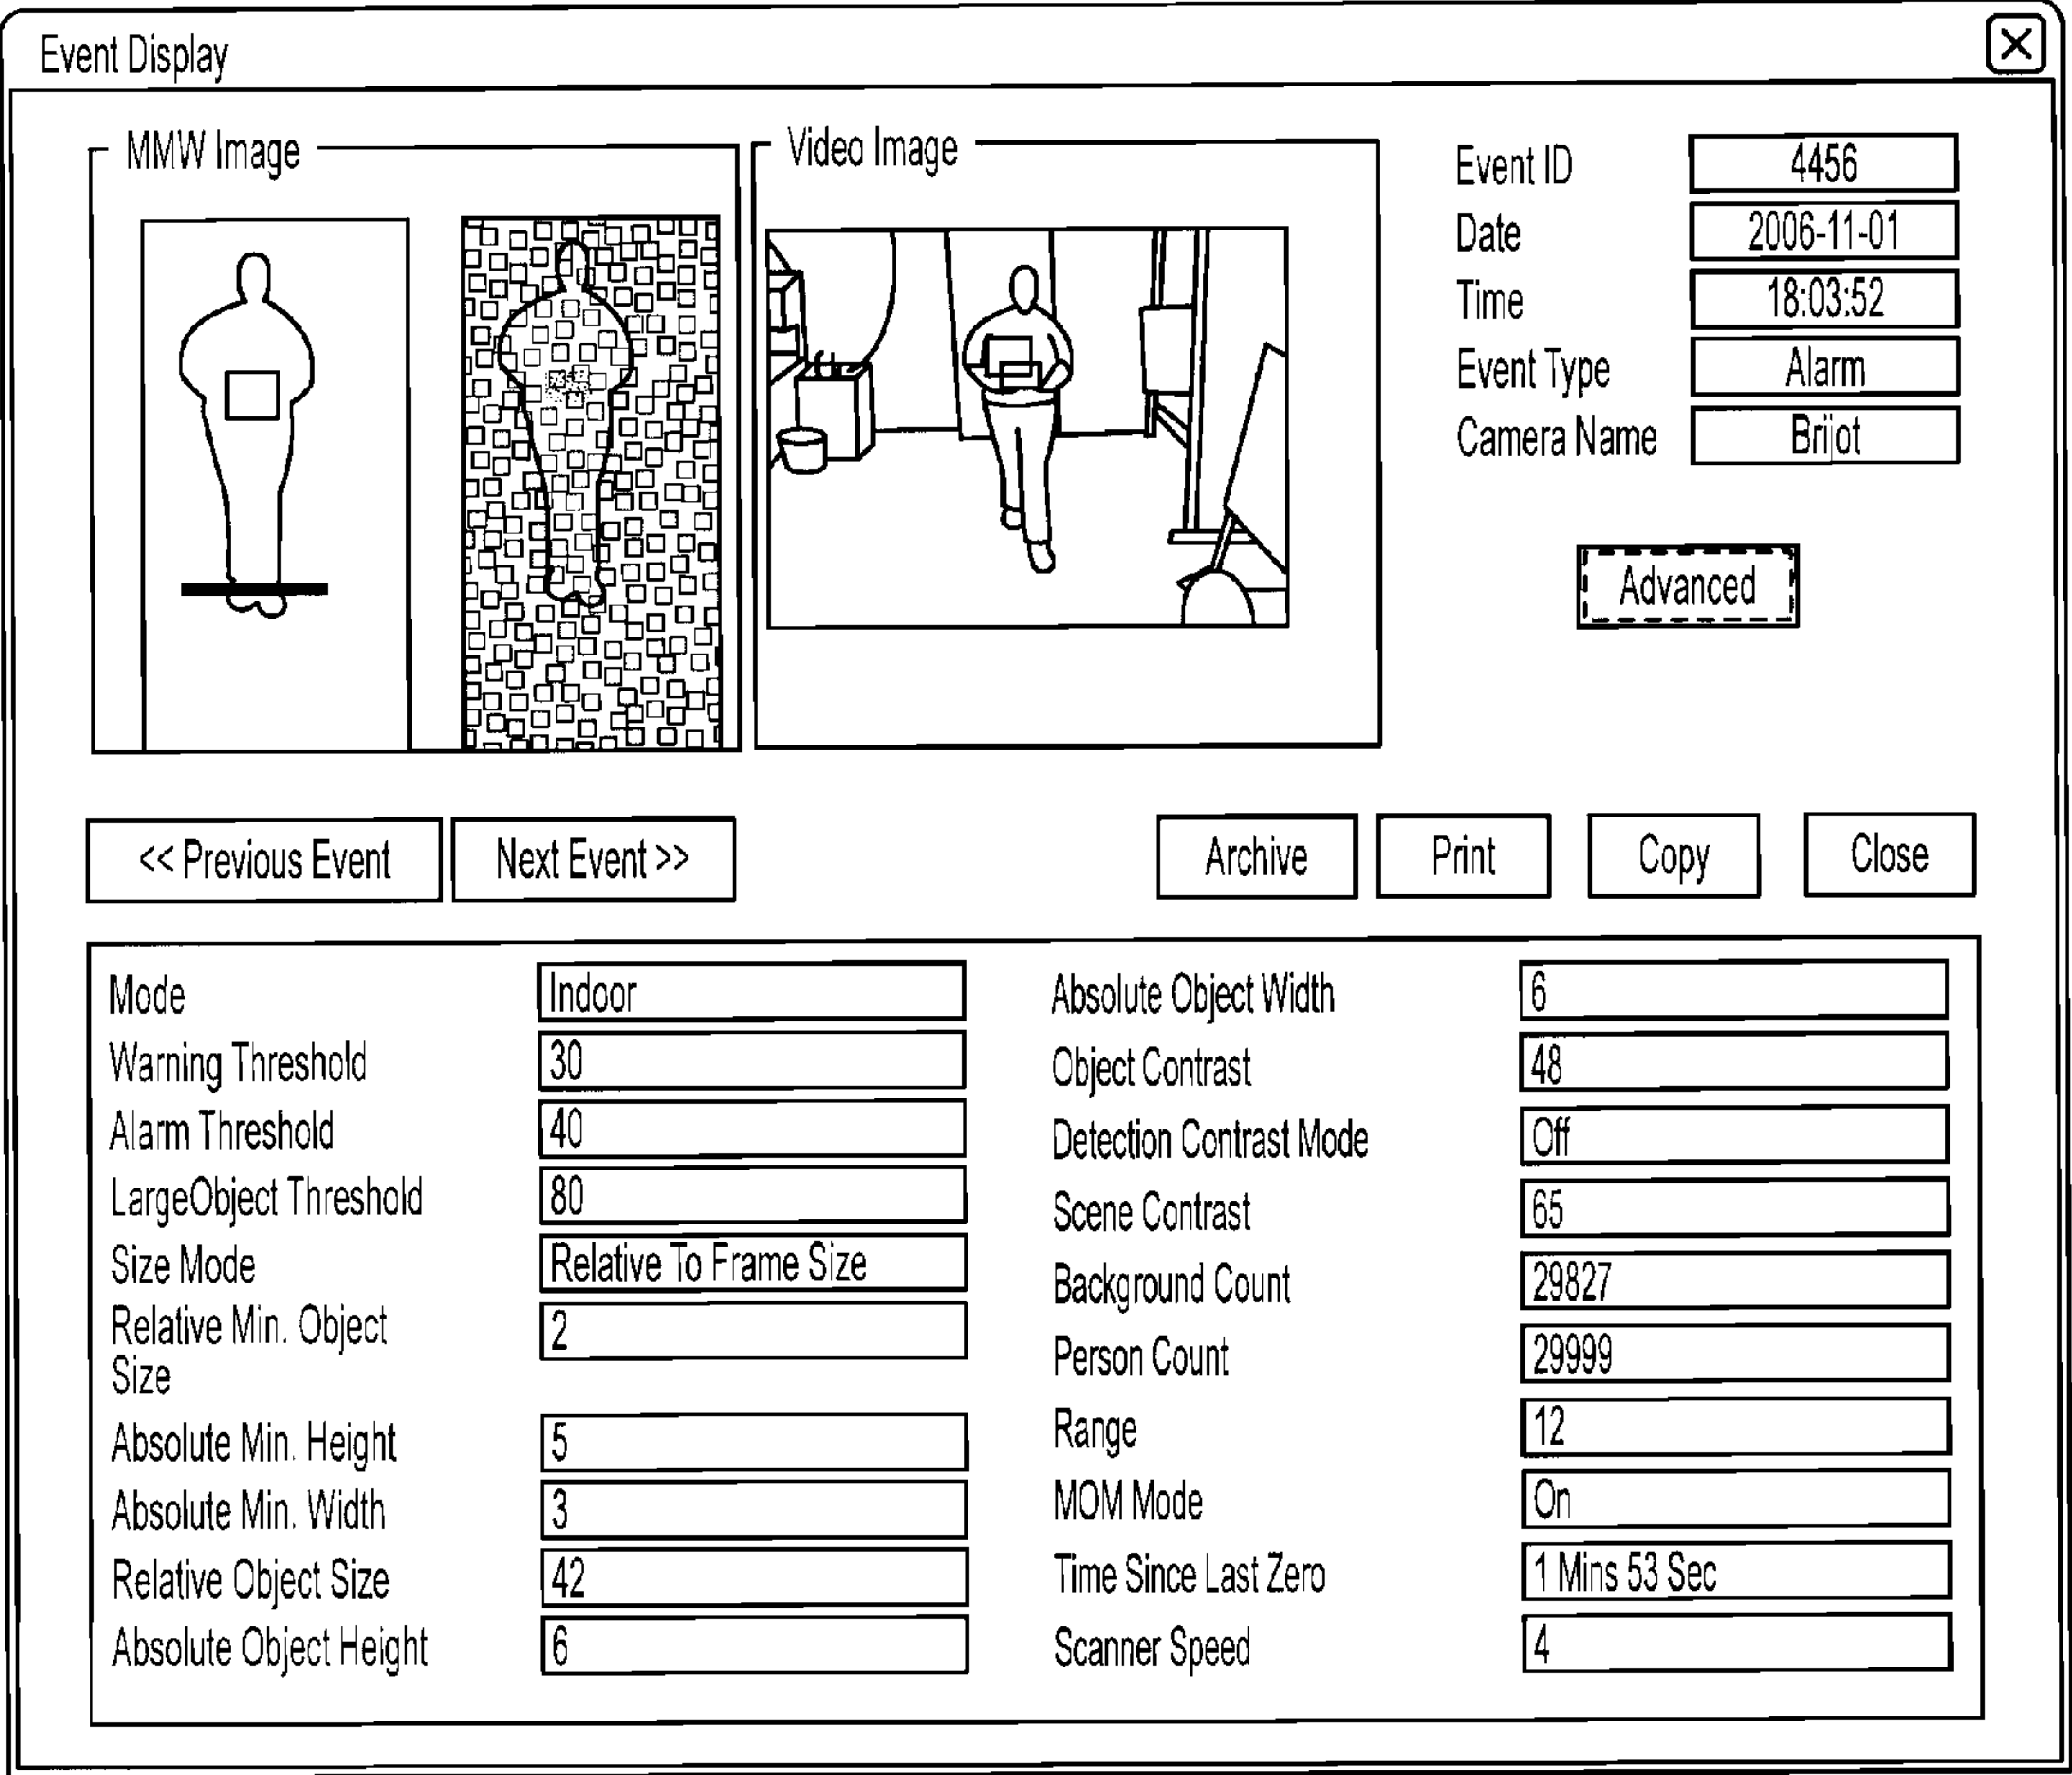 Event Display
MMW Image
Video Image
Event ID 4456
Date 2006-11-01
Time 18:03:52
Event Type Alarm
Camera Name Brijot
Advanced
<< Previous Event Next Event >> Archive Print Copy Close
Mode Indoor
Warning Threshold 30
Alarm Threshold 40
LargeObject Threshold 80
Size Mode Relative To Frame Size
Relative Min. Object 2
Size
Absolute Min. Height 5
Absolute Min. Width 3
Relative Object Size 42
Absolute Object Height 6
Absolute Object Width 6
Object Contrast 48
Detection Contrast Mode Off
Scene Contrast 65
Background Count 29827
Person Count 29999
Range 12
MOM Mode On
Time Since Last Zero 1 Mins 53 Sec
Scanner Speed 4